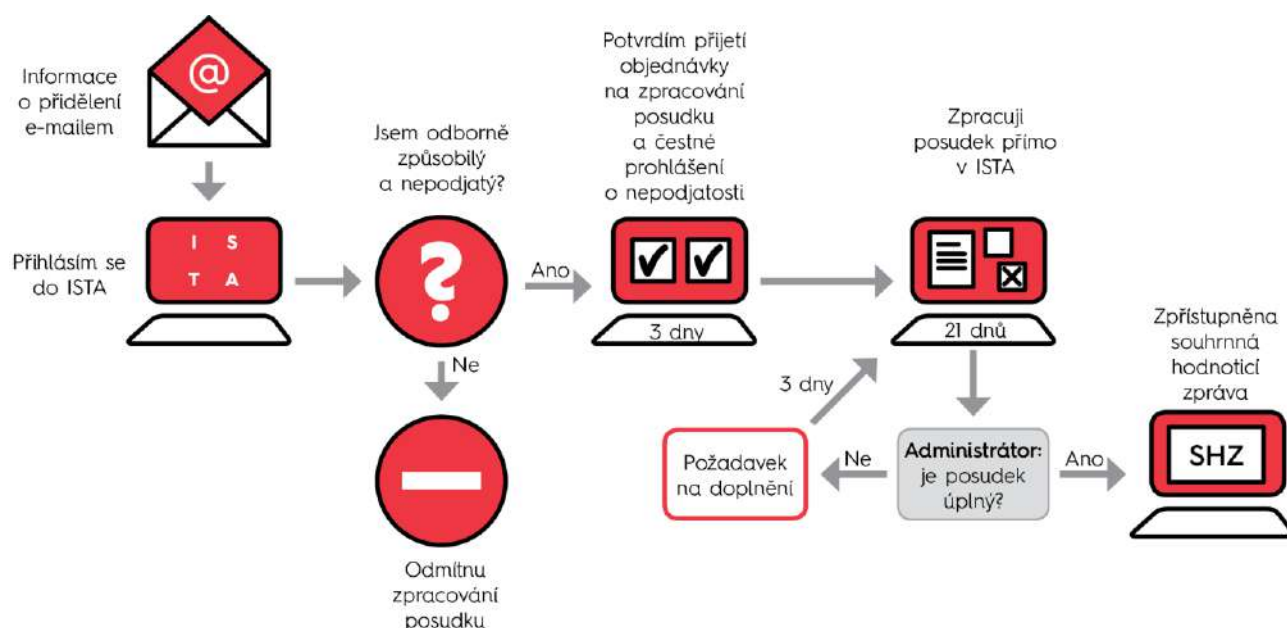 Informace
o přidělení
e-mailem
@
Přihlásím se
do ISTA
I S
T A
Jsem odborně
způsobilý
a nepodjatý?
?
Ano
Ne
Odmítnu
zpracování
posudku
Potvrdím přijetí
objednávky
na zpracování
posudku
a čestné
prohlášení
o nepodjatosti
3 dny
Zpracuji
posudek přímo
v ISTA
21 dnů
3 dny
Administrátor:
je posudek
úplný?
Ne
Požadavek
na doplnění
Ano
Zpřístupněna
souhrnná
hodnoticí
zpráva
SHZ